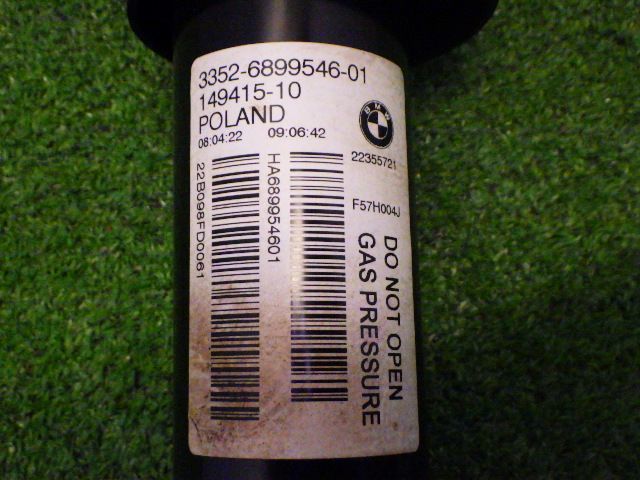 3352-6899546-01
149415-10
POLAND
08:04:22 09:06:42
BMW
22355721
F57H004J
22B098FD0061
HA689954601
DO NOT OPEN
GAS PRESSURE